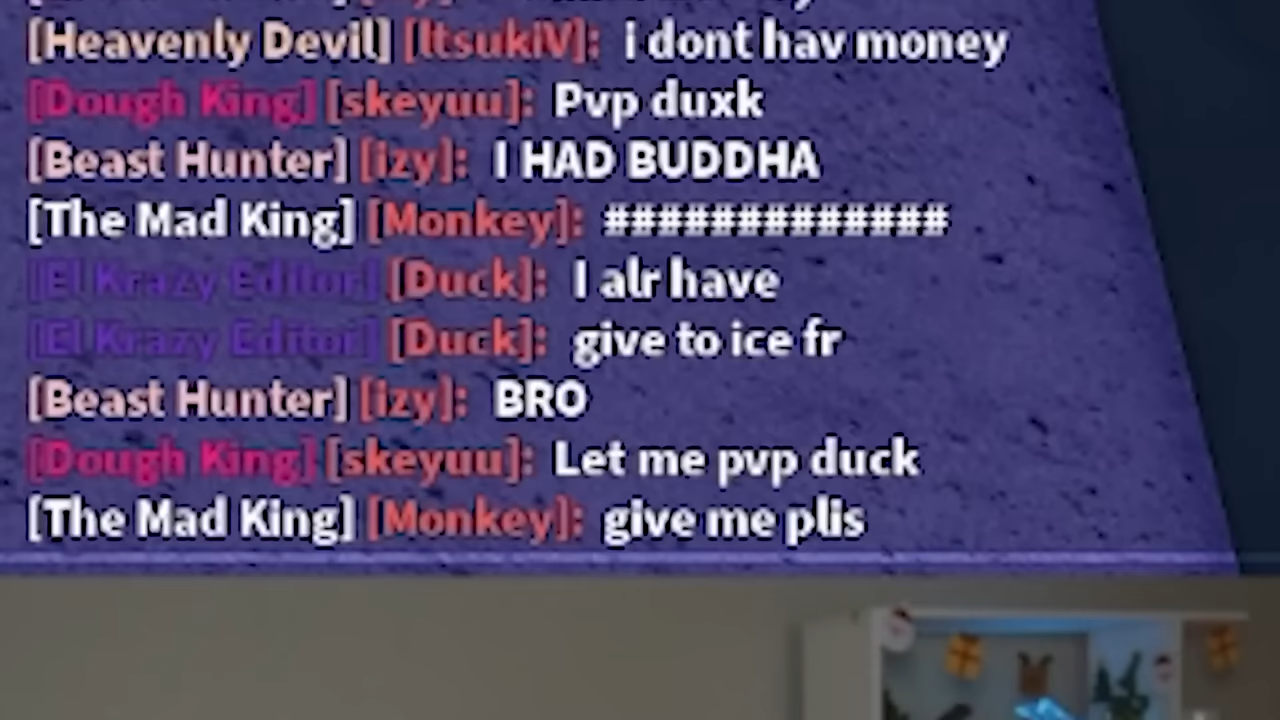 [Heavenly Devil] [ItsukiV]: i dont hav money
[Dough King] [skeyuu]: Pvp duxk
[Beast Hunter] [izy]: I HAD BUDDHA
[The Mad King] [Monkey]: #############
[El Krazy Editor] [Duck]: I alr have
[El Krazy Editor] [Duck]: give to ice fr
[Beast Hunter] [izy]: BRO
[Dough King] [skeyuu]: Let me pvp duck
[The Mad King] [Monkey]: give me plis